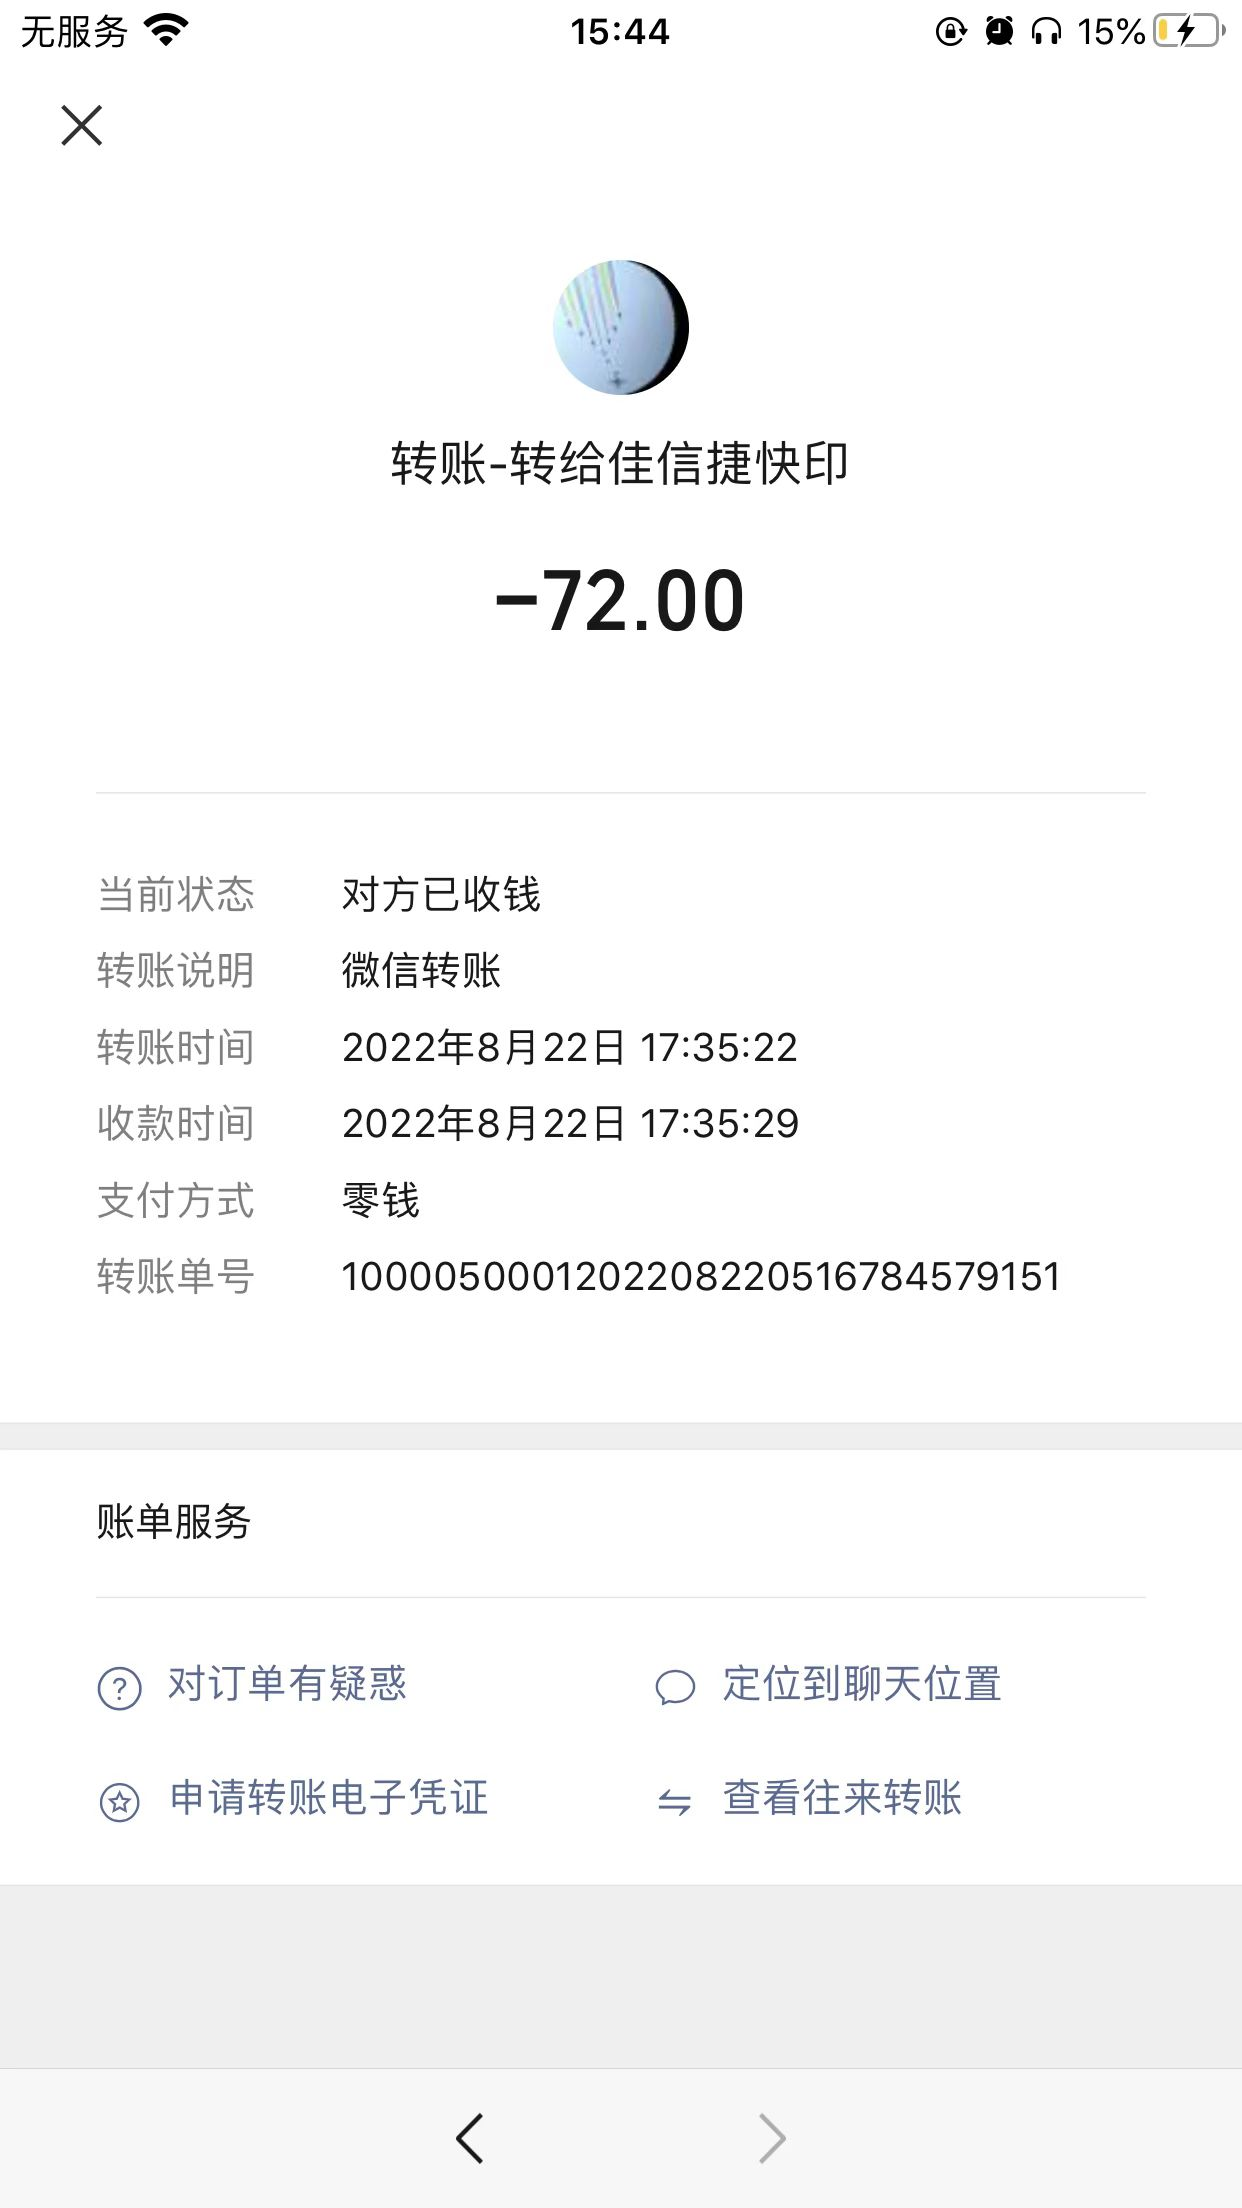 无服务 15:44 15%
转账-转给佳信捷快印
-72.00
当前状态 对方已收钱
转账说明 微信转账
转账时间 2022年8月22日 17:35:22
收款时间 2022年8月22日 17:35:29
支付方式 零钱
转账单号 1000050001202208220516784579151
账单服务
对订单有疑惑 定位到聊天位置
申请转账电子凭证 查看往来转账